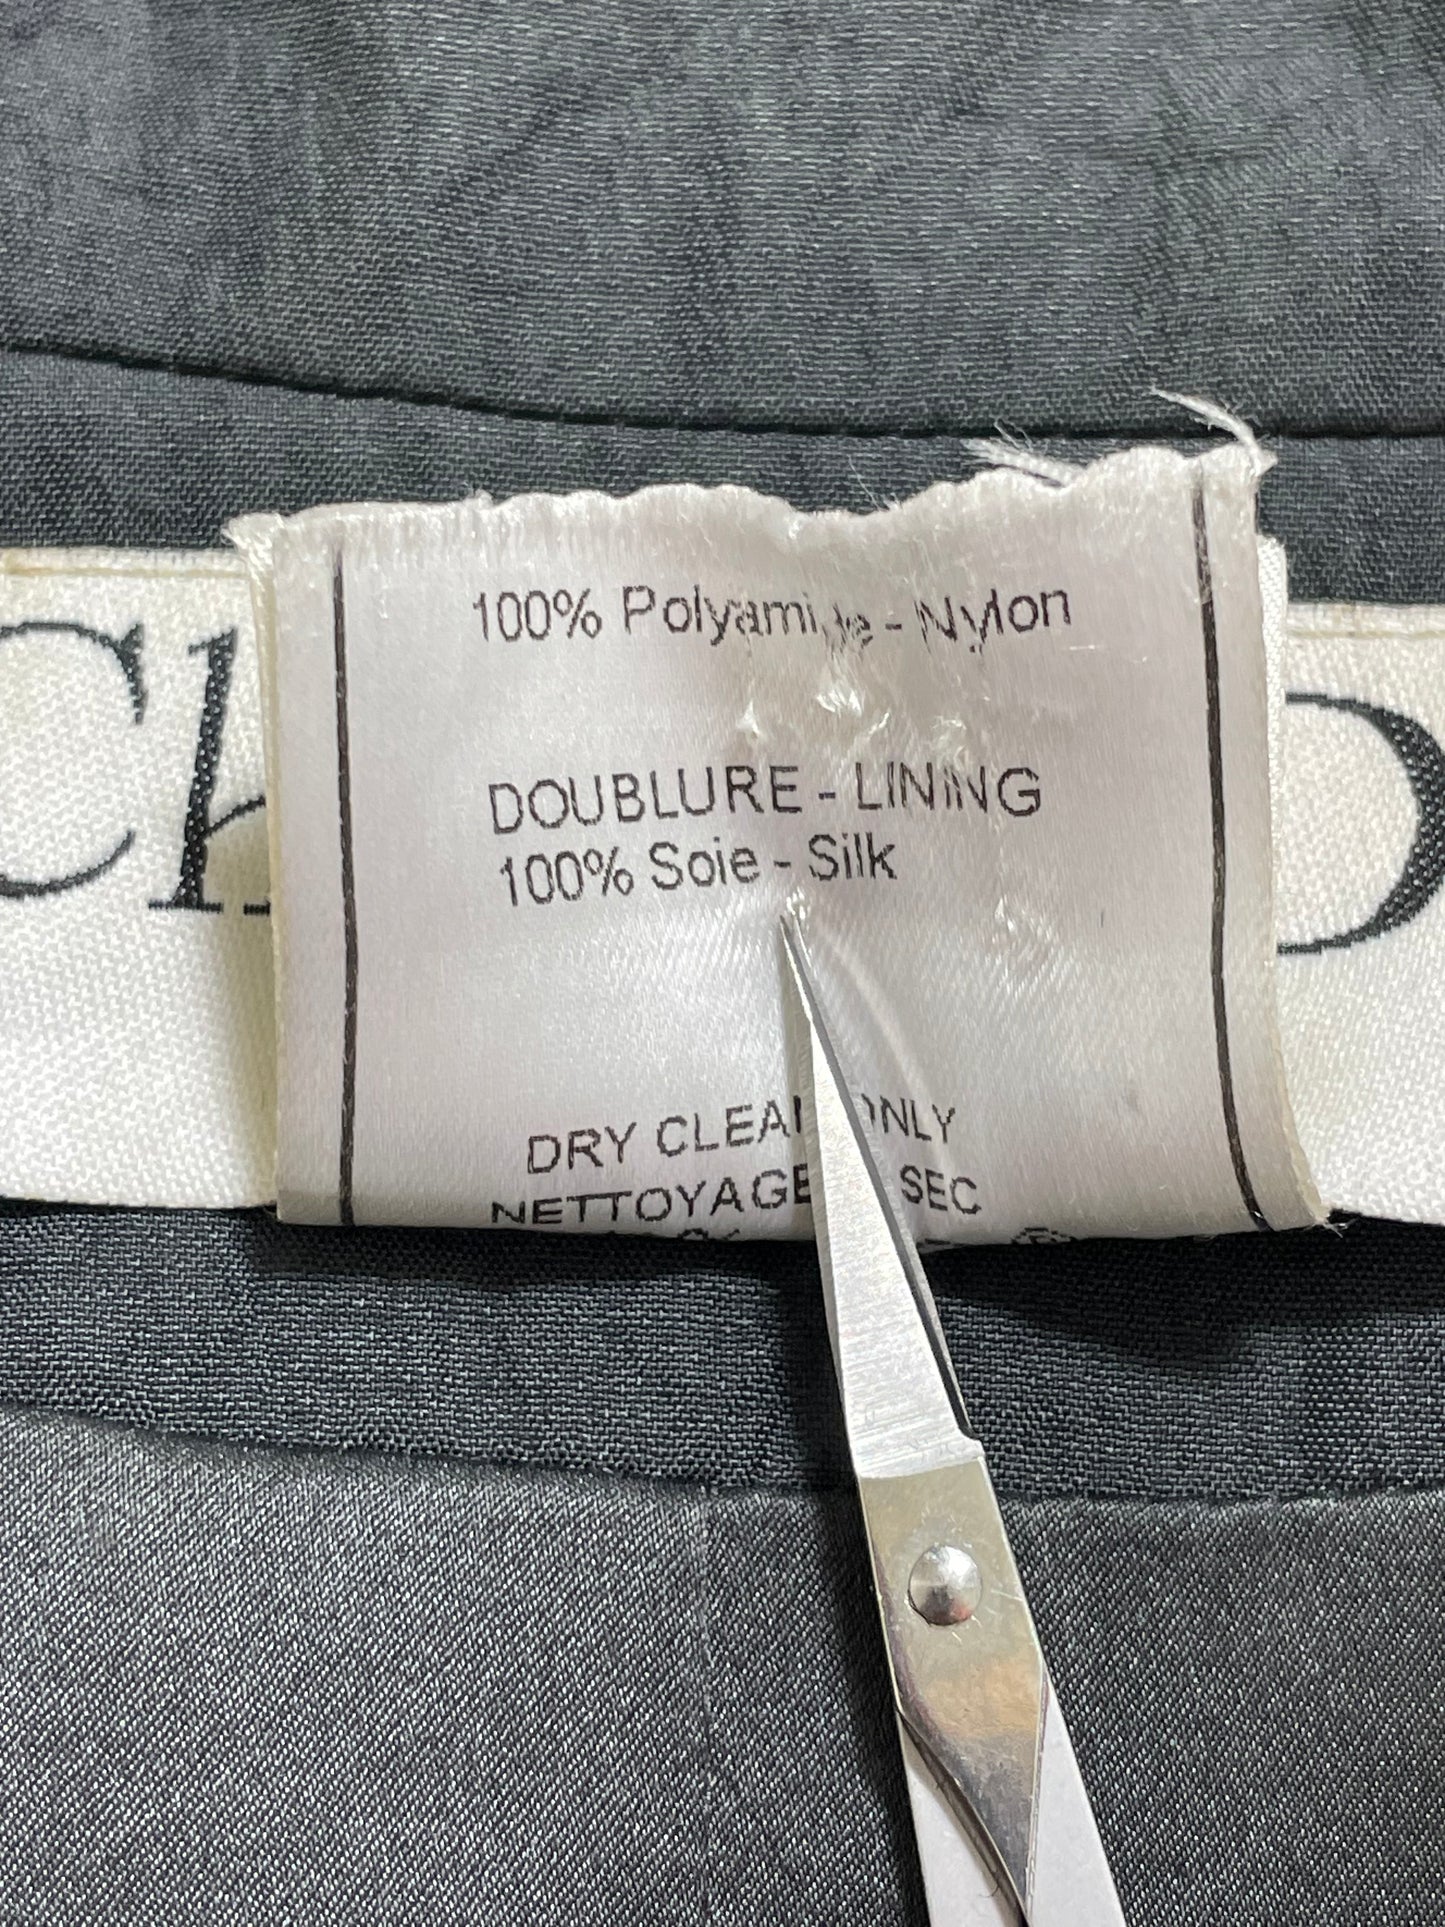 100% Polyamide - Nylon
DOUBLURE - LINING
100% Soie - Silk
DRY CLEAN ONLY
NETTOYAGE SEC